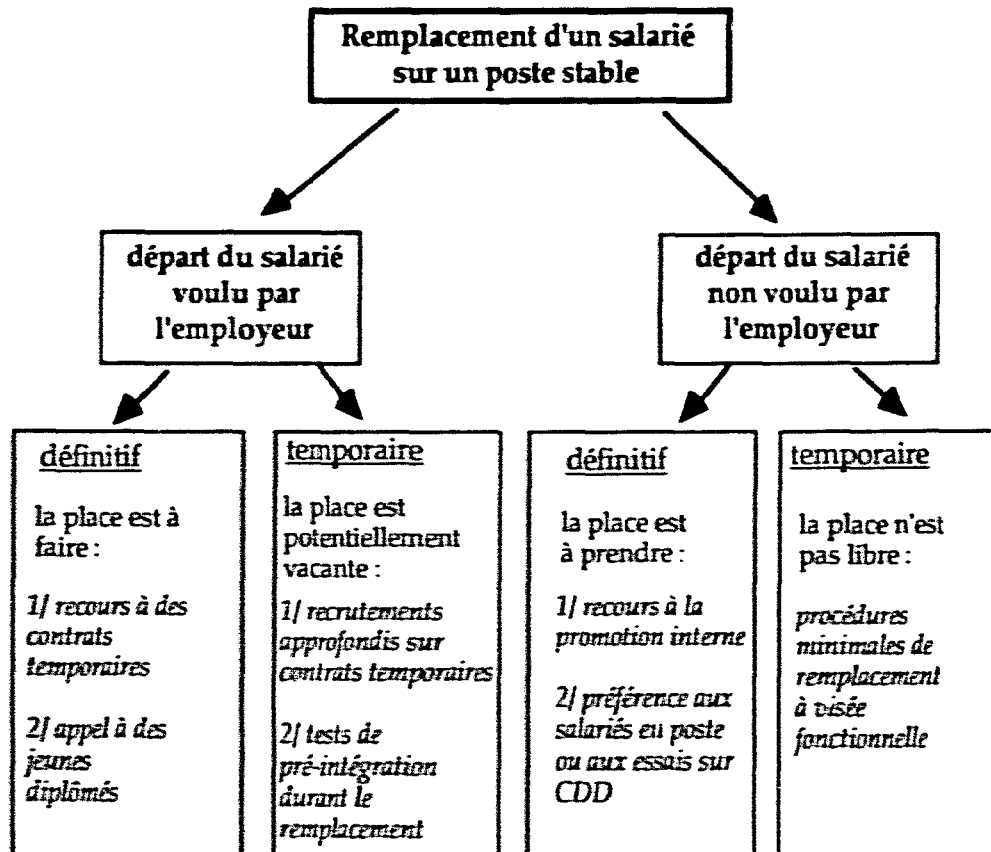 Remplacement d'un salarié
sur un poste stable
départ du salarié
voulu par
l'employeur
départ du salarié
non voulu par
l'employeur
définitif
la place est à
faire :
1/ recours à des
contrats
temporaires
2/ appel à des
jeunes
diplômés
temporaire
la place est
potentiellement
vacante :
1/ recrutements
approfondis sur
contrats temporaires
2/ tests de
pré-intégration
durant le
remplacement
définitif
la place est
à prendre :
1/ recours à la
promotion interne
2/ préférence aux
salariés en poste
ou aux essais sur
CDD
temporaire
la place n'est
pas libre :
procédures
minimales de
remplacement
à visée
fonctionnelle